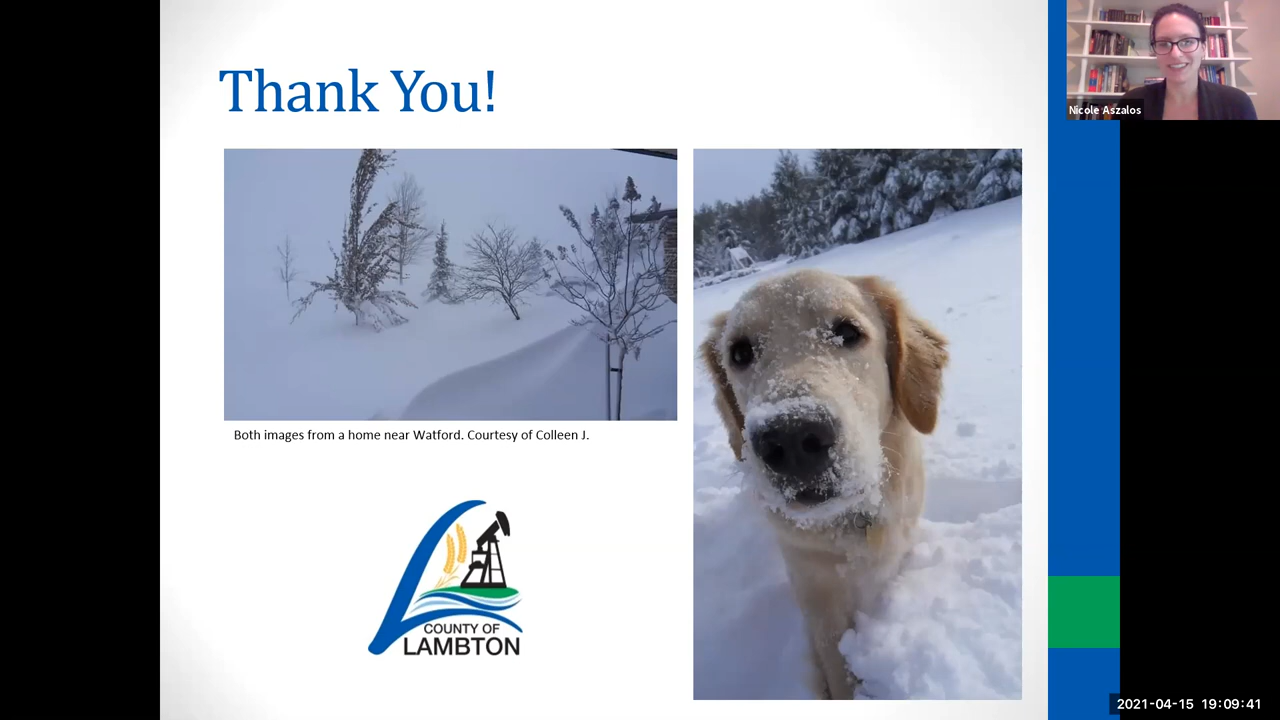 Thank You!
Nicole Aszalos
Both images from a home near Watford. Courtesy of Colleen J.
COUNTY OF
LAMBTON
2021-04-15 19:09:41